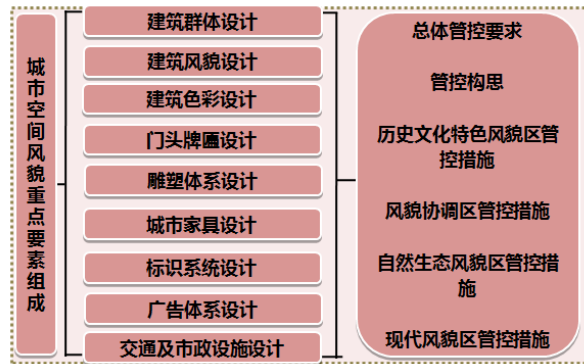 城市空间风貌重点要素组成
建筑群体设计
建筑风貌设计
建筑色彩设计
门头牌匾设计
雕塑体系设计
城市家具设计
标识系统设计
广告体系设计
交通及市政设施设计
总体管控要求
管控构思
历史文化特色风貌区管
控措施
风貌协调区管控措施
自然生态风貌区管控措
施
现代风貌区管控措施